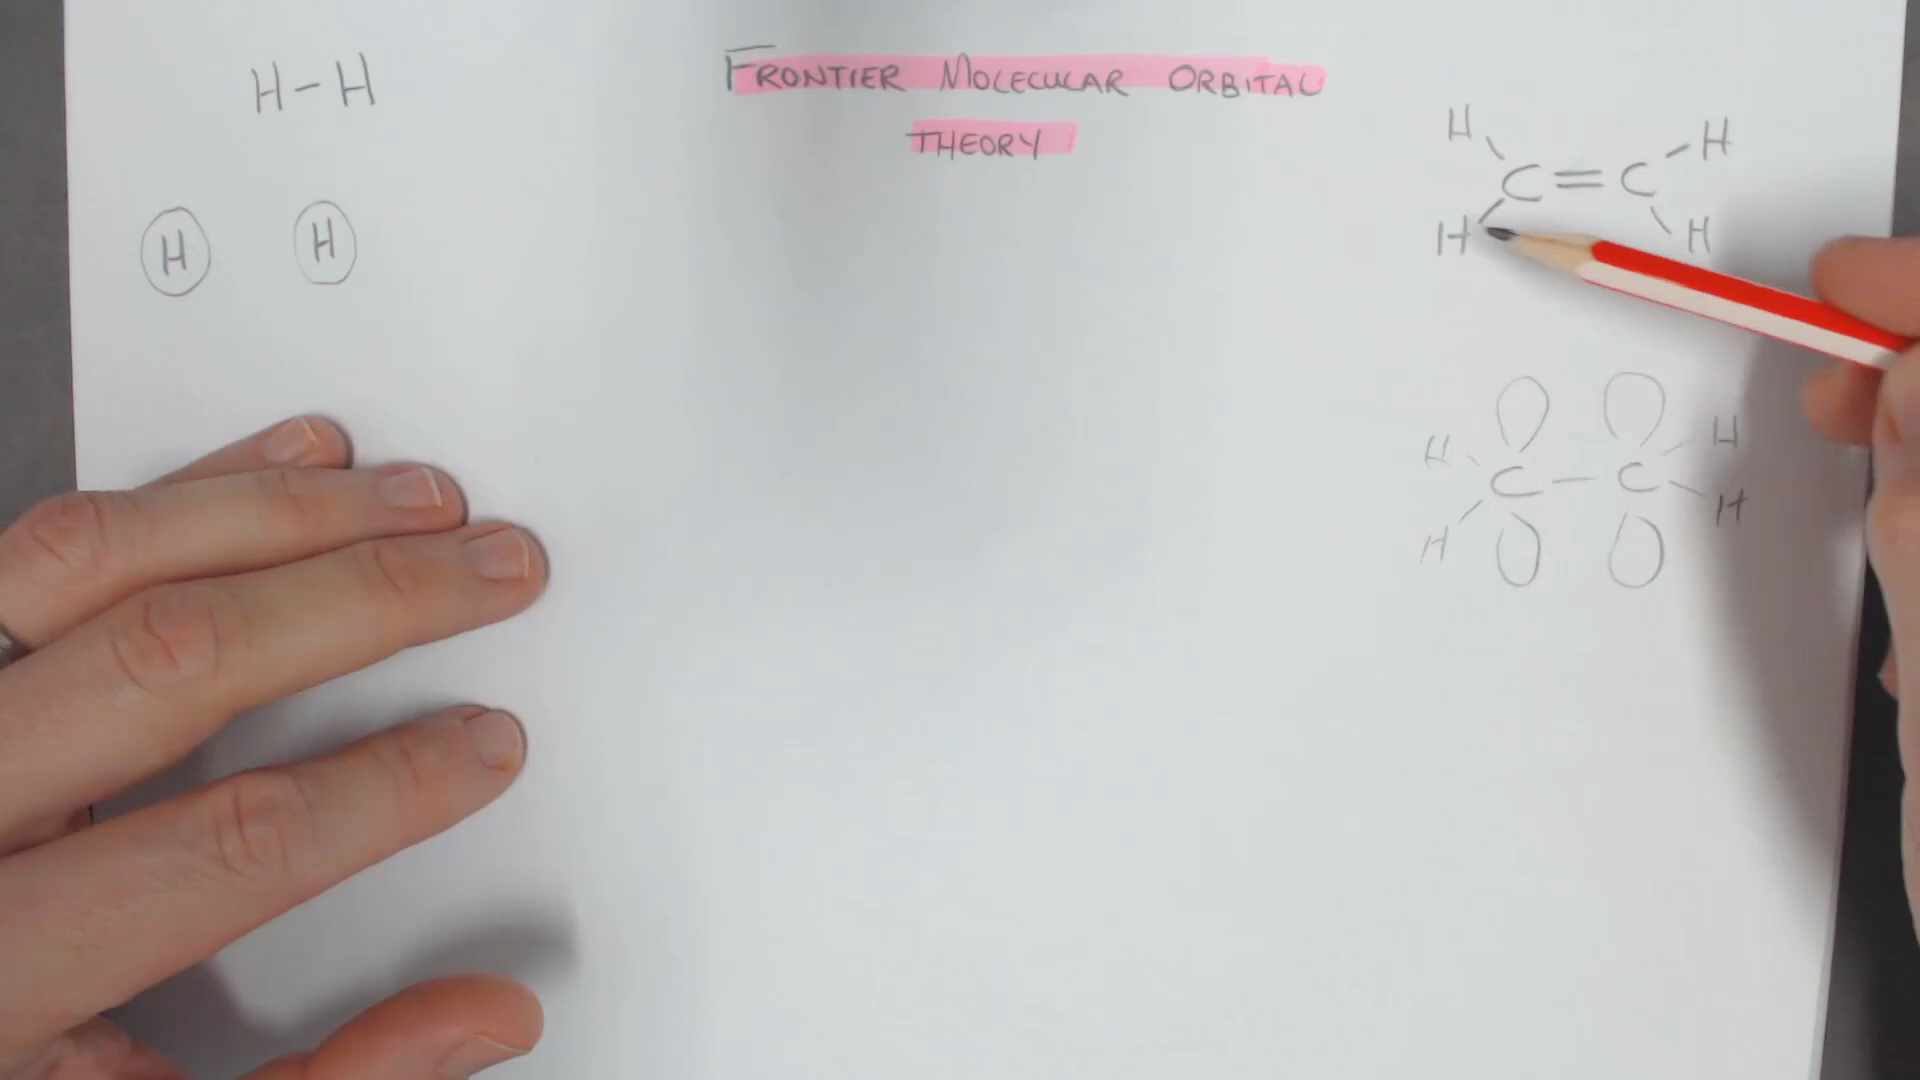 H-H
FRONTIER MOLECULAR ORBITAL
THEORY
H H
C=C
H H
H H
H H
C-C
H H